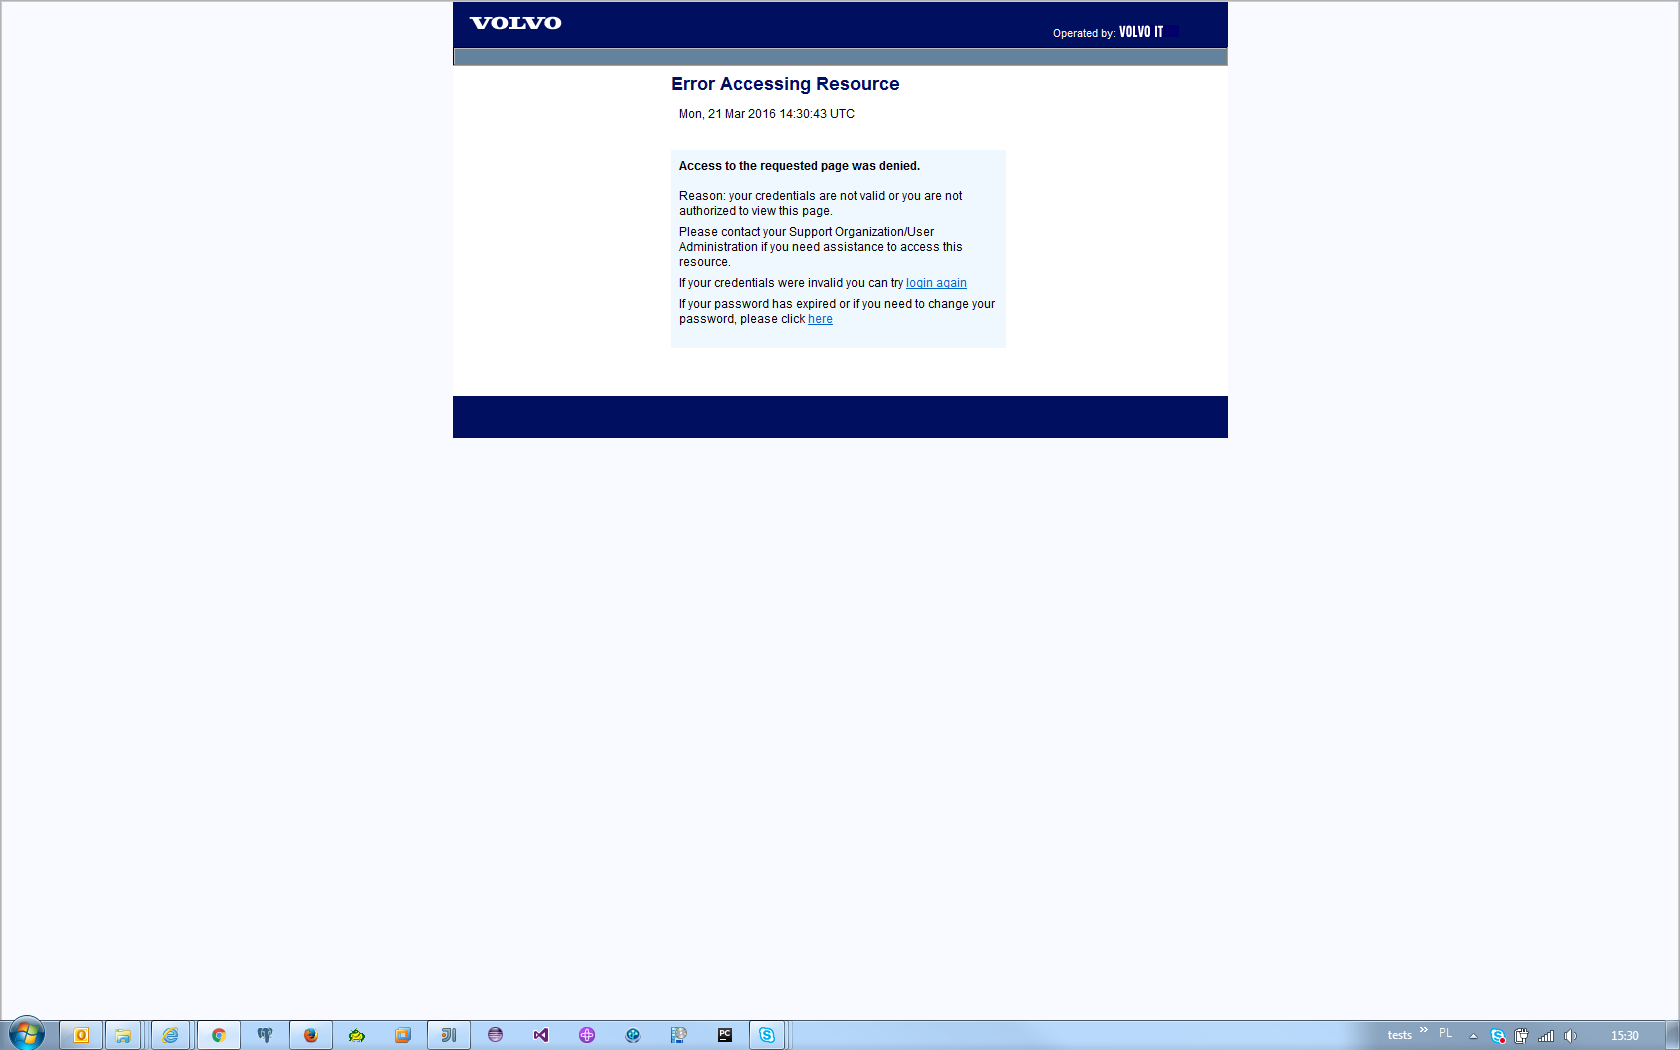 VOLVO
Operated by: VOLVO IT
Error Accessing Resource
Mon, 21 Mar 2016 14:30:43 UTC
Access to the requested page was denied.
Reason: your credentials are not valid or you are not
authorized to view this page.
Please contact your Support Organization/User
Administration if you need assistance to access this
resource.
If your credentials were invalid you can try login again
If your password has expired or if you need to change your
password, please click here
PC
tests » PL 15:30